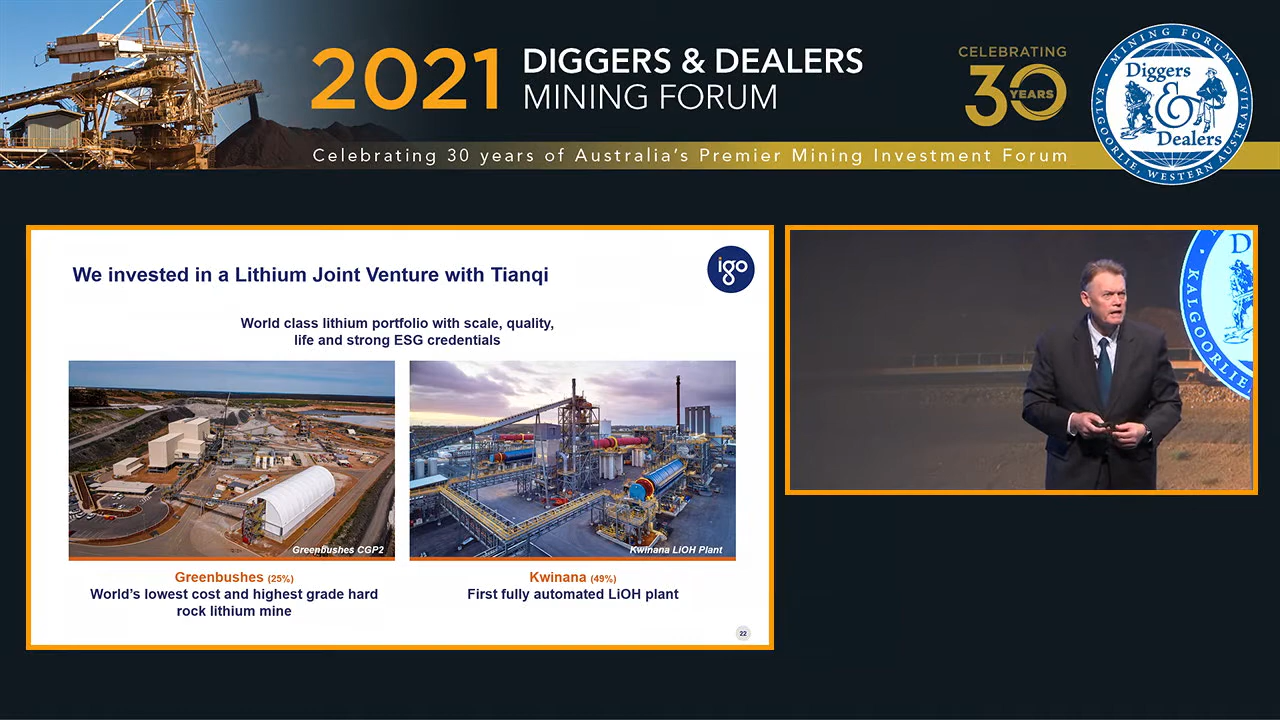 2021 DIGGERS & DEALERS
MINING FORUM
CELEBRATING
30 YEARS
Celebrating 30 years of Australia's Premier Mining Investment Forum
MINING FORUM
Diggers
&
Dealers
KALGOORLIE, WESTERN AUSTRALIA
We invested in a Lithium Joint Venture with Tianqi
igo
World class lithium portfolio with scale, quality,
life and strong ESG credentials
Greenbushes CGP2
Kwinana LiOH Plant
Greenbushes (25%)
World's lowest cost and highest grade hard
rock lithium mine
Kwinana (49%)
First fully automated LiOH plant
22
D
KALGOORLIE